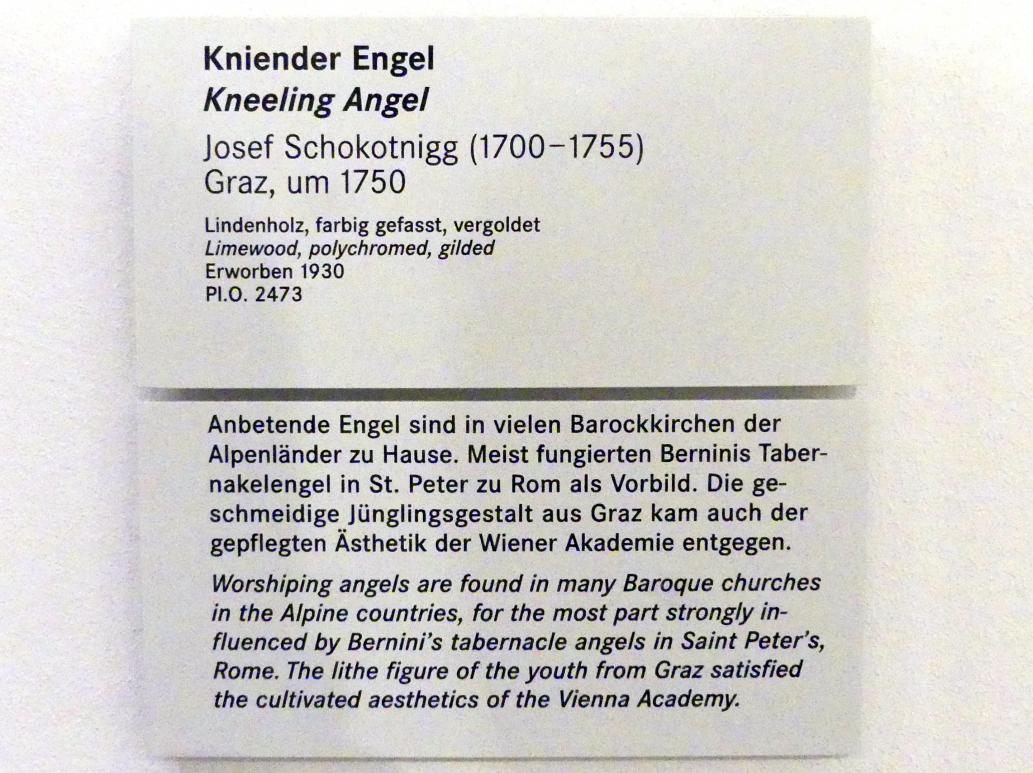 Kniender Engel
Kneeling Angel
Josef Schokotnigg (1700–1755)
Graz, um 1750
Lindenholz, farbig gefasst, vergoldet
Limewood, polychromed, gilded
Erworben 1930
Pl.O. 2473
Anbetende Engel sind in vielen Barockkirchen der
Alpenländer zu Hause. Meist fungierten Berninis Taber-
nakelengel in St. Peter zu Rom als Vorbild. Die ge-
schmeidige Jünglingsgestalt aus Graz kam auch der
gepflegten Ästhetik der Wiener Akademie entgegen.
Worshiping angels are found in many Baroque churches
in the Alpine countries, for the most part strongly in-
fluenced by Bernini's tabernacle angels in Saint Peter's,
Rome. The lithe figure of the youth from Graz satisfied
the cultivated aesthetics of the Vienna Academy.